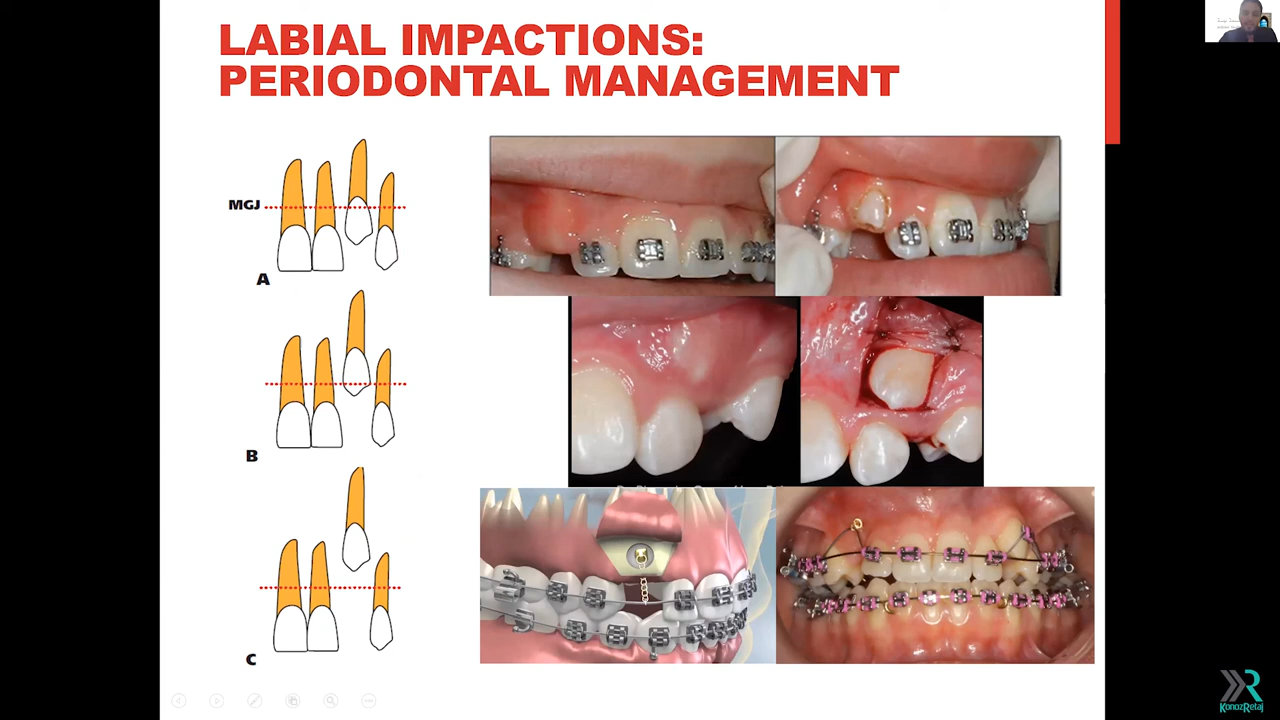 LABIAL IMPACTIONS:
PERIODONTAL MANAGEMENT
MGJ
A
B
C
KonozRetaj